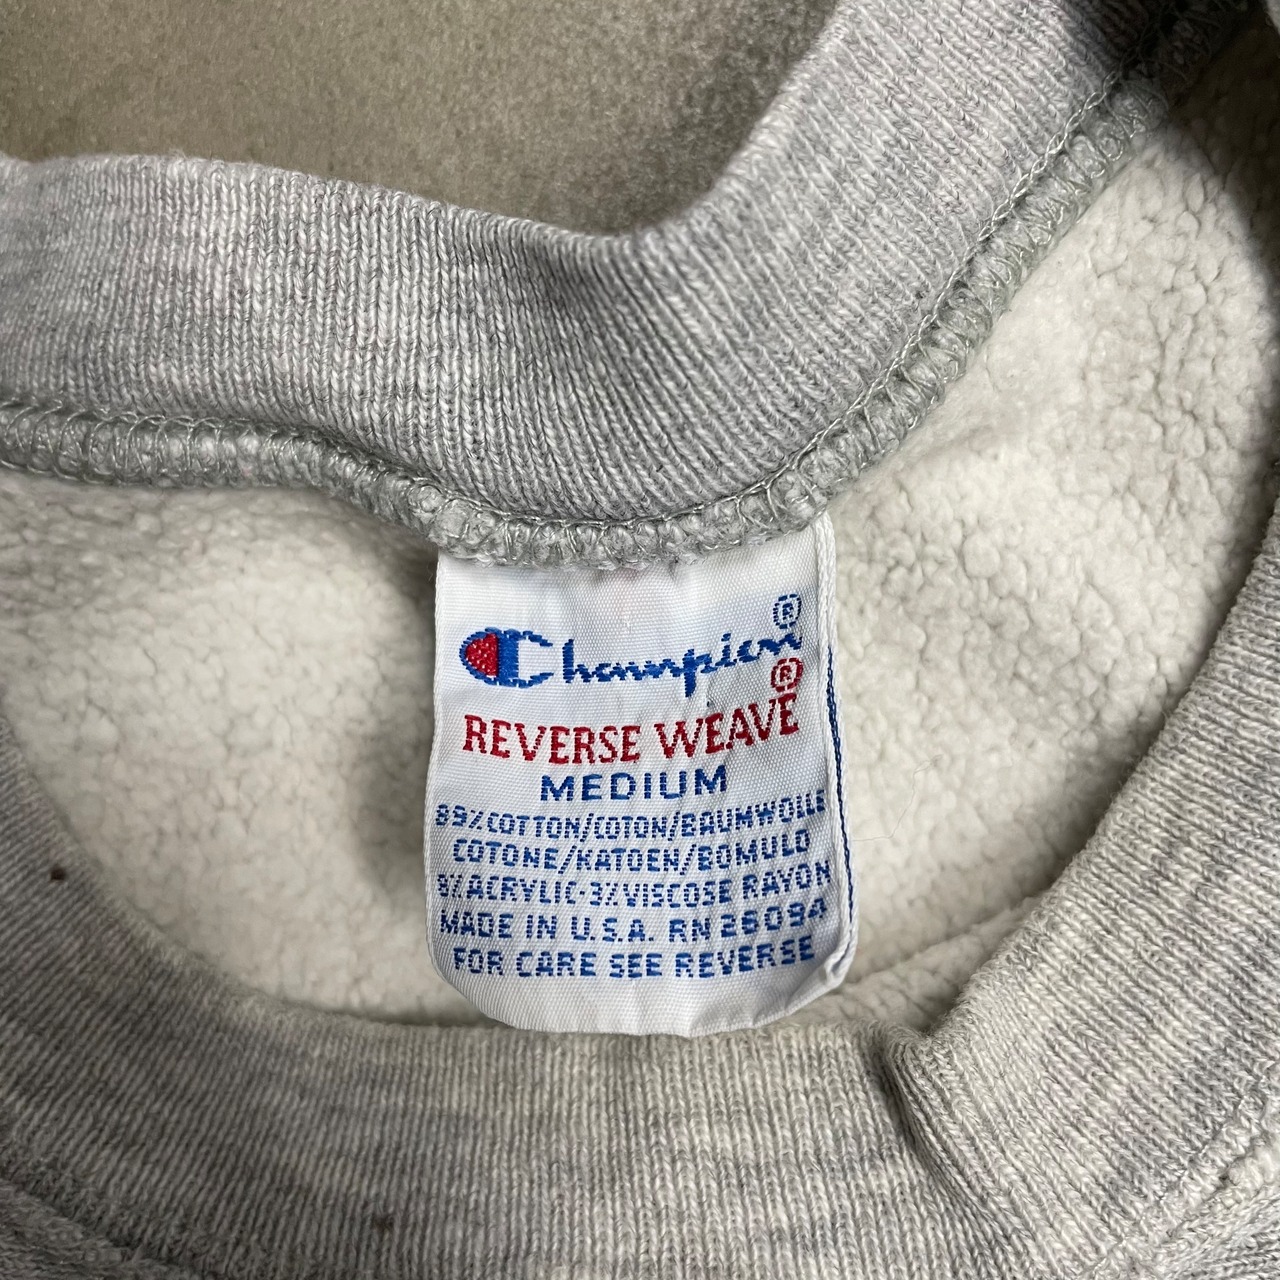 Champion®
REVERSE WEAVE®
MEDIUM
89% COTTON/COTON/BAUMWOLLE
COTONE/KATOEN/BOMULD
8% ACRYLIC·3% VISCOSE RAYON
MADE IN U.S.A. RN 26094
FOR CARE SEE REVERSE